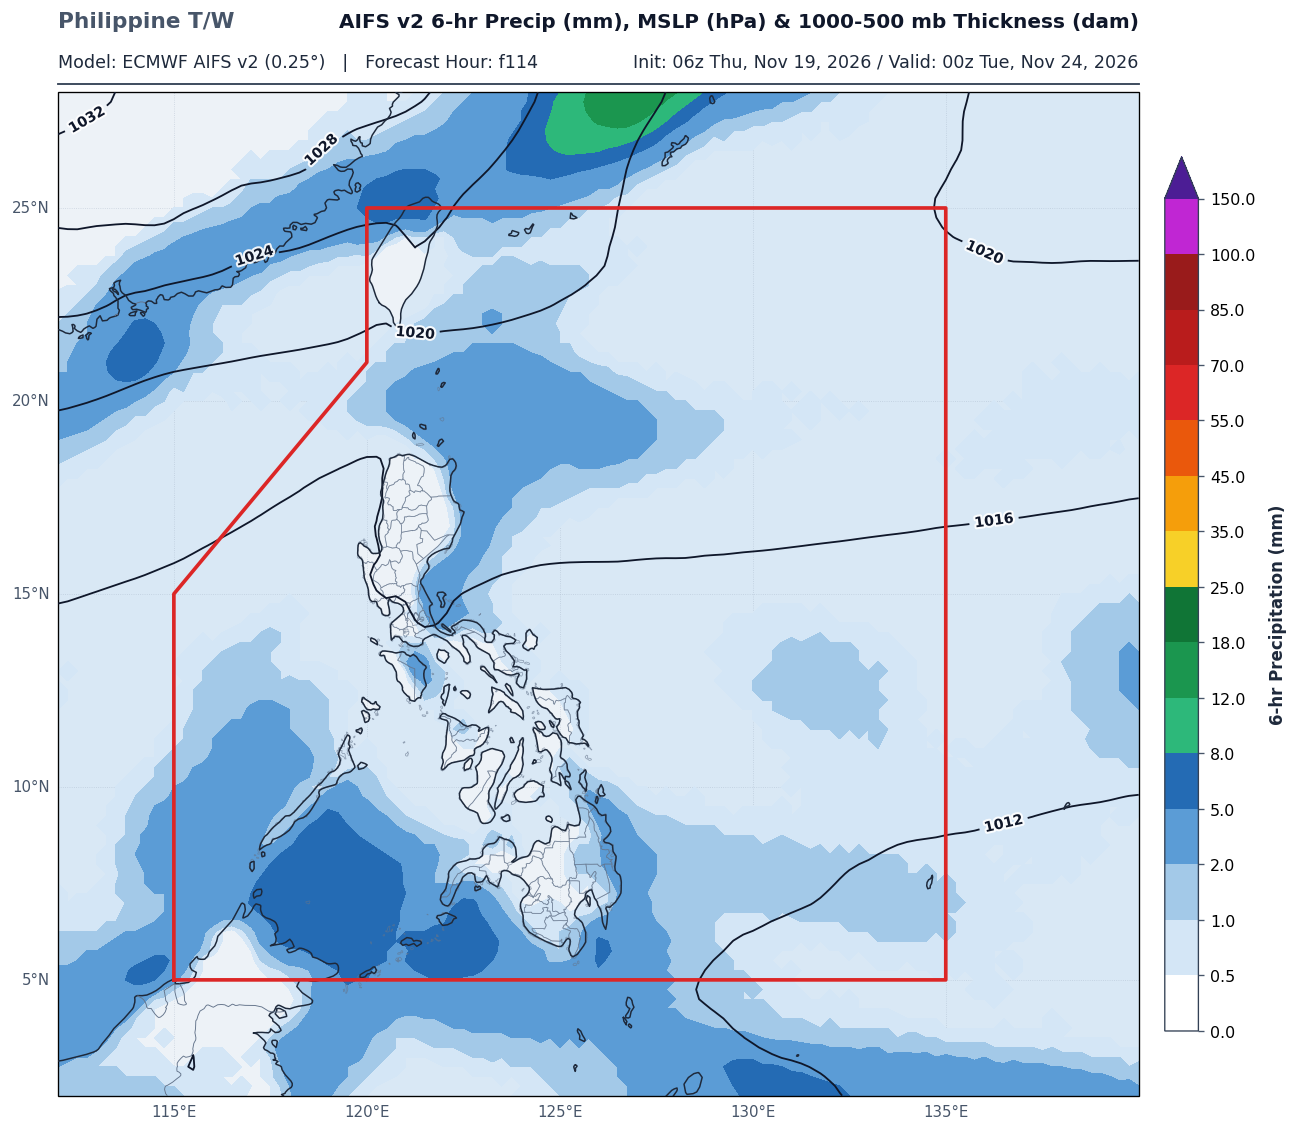 Philippine T/W
AIFS v2 6-hr Precip (mm), MSLP (hPa) & 1000-500 mb Thickness (dam)
Model: ECMWF AIFS v2 (0.25°)   |   Forecast Hour: f114
Init: 06z Thu, Nov 19, 2026 / Valid: 00z Tue, Nov 24, 2026
1032
1028
1024
1020
1020
1016
1012
25°N
20°N
15°N
10°N
5°N
115°E
120°E
125°E
130°E
135°E
150.0
100.0
85.0
70.0
55.0
45.0
35.0
25.0
18.0
12.0
8.0
5.0
2.0
1.0
0.5
0.0
6-hr Precipitation (mm)